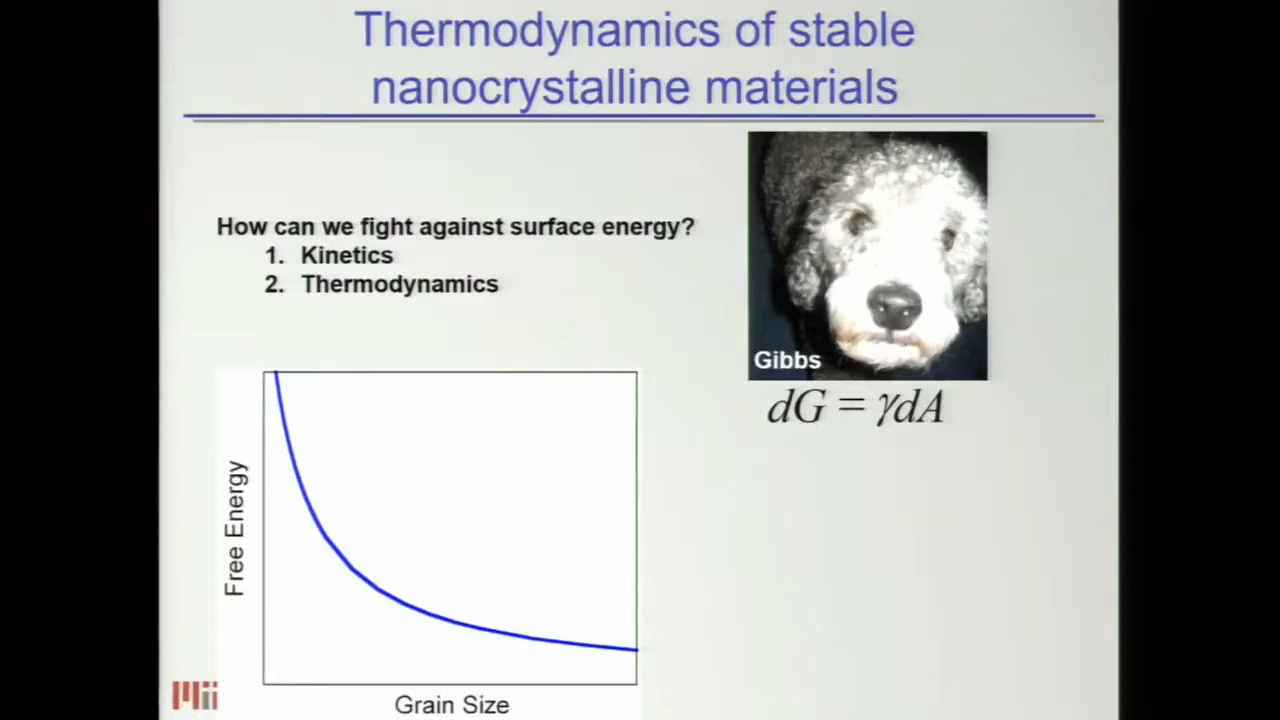 Thermodynamics of stable
nanocrystalline materials
How can we fight against surface energy?
1. Kinetics
2. Thermodynamics
Gibbs
dG = γdA
Free Energy
Grain Size
Mii